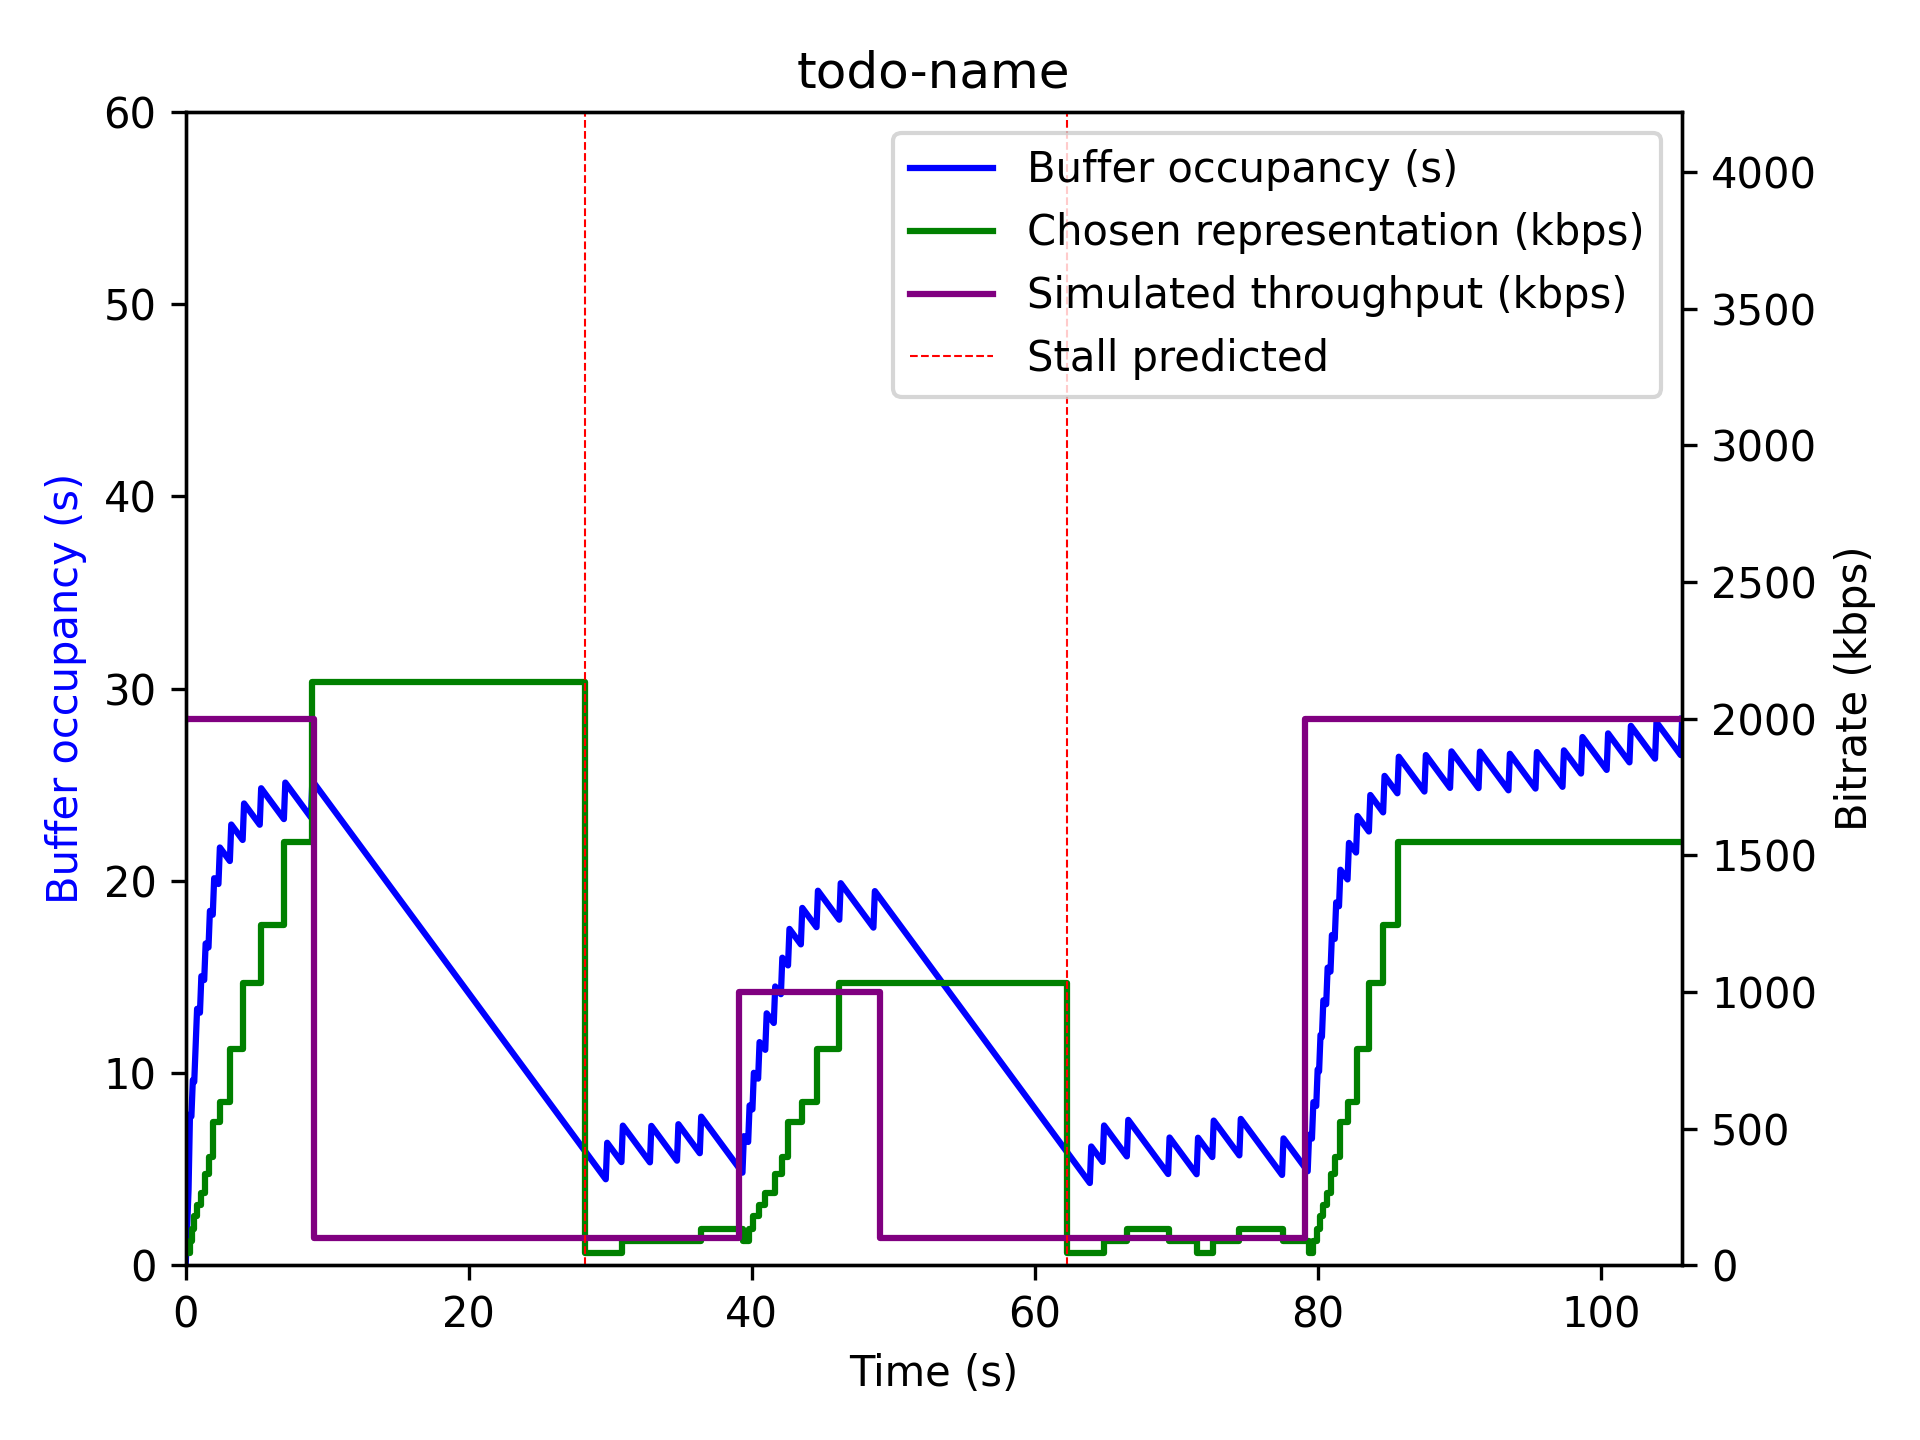 todo-name
60
50
40
30
20
10
0
Buffer occupancy (s)
Buffer occupancy (s)
Chosen representation (kbps)
Simulated throughput (kbps)
Stall predicted
4000
3500
3000
2500
2000
1500
1000
500
0
Bitrate (kbps)
0 20 40 60 80 100
Time (s)